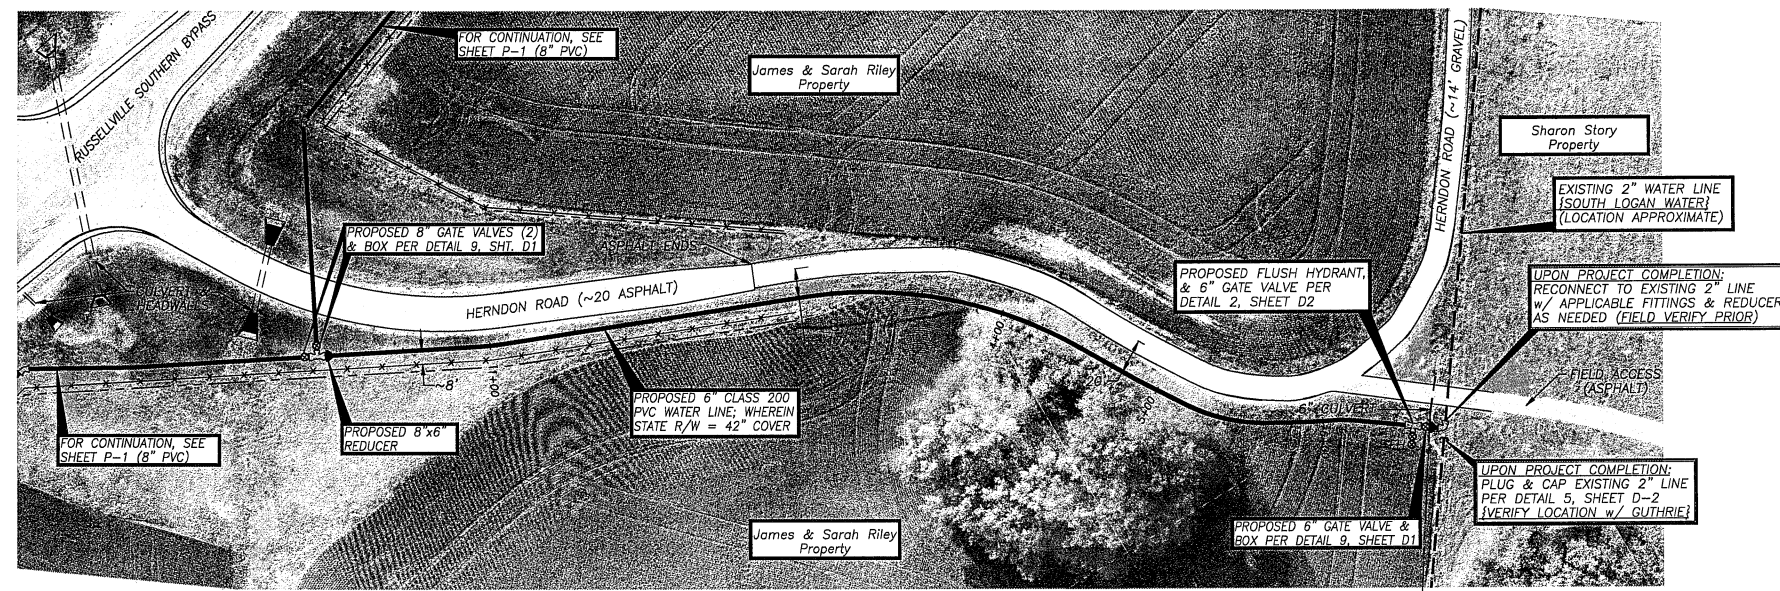 FOR CONTINUATION, SEE
SHEET P-1 (8" PVC)
James & Sarah Riley
Property
RUSSELLVILLE SOUTHERN BYPASS
HERNDON ROAD (~14' GRAVEL)
Sharon Story
Property
EXISTING 2" WATER LINE
{SOUTH LOGAN WATER}
(LOCATION APPROXIMATE)
PROPOSED 8" GATE VALVES (2)
& BOX PER DETAIL 9, SHT. D1
ASPHALT ENDS
PROPOSED FLUSH HYDRANT,
& 6" GATE VALVE PER
DETAIL 2, SHEET D2
UPON PROJECT COMPLETION:
RECONNECT TO EXISTING 2" LINE
w/ APPLICABLE FITTINGS & REDUCER
AS NEEDED (FIELD VERIFY PRIOR)
CULVERT
HEADWALLS
HERNDON ROAD (~20 ASPHALT)
~8'
11+00
PROPOSED 6" CLASS 200
PVC WATER LINE; WHEREIN
STATE R/W = 42" COVER
FIELD ACCESS
(ASPHALT)
FOR CONTINUATION, SEE
SHEET P-1 (8" PVC)
PROPOSED 8"x6"
REDUCER
UPON PROJECT COMPLETION:
PLUG & CAP EXISTING 2" LINE
PER DETAIL 5, SHEET D-2
{VERIFY LOCATION w/ GUTHRIE}
James & Sarah Riley
Property
PROPOSED 6" GATE VALVE &
BOX PER DETAIL 9, SHEET D1